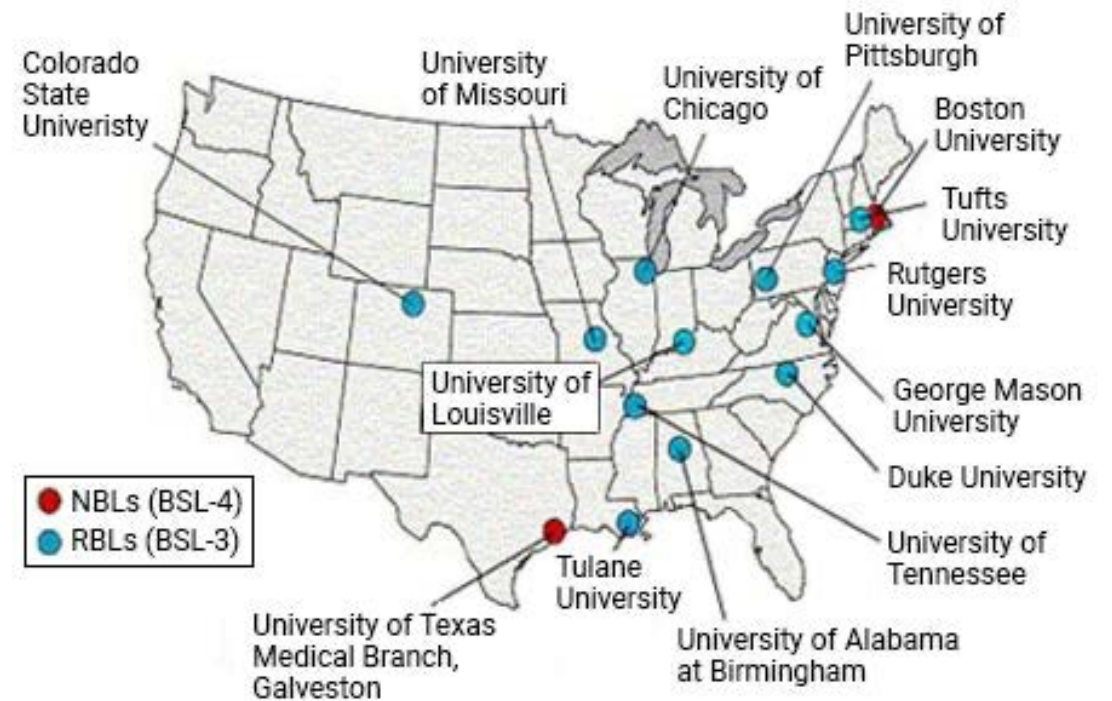 University of
Pittsburgh
Colorado
State
Univeristy
University
of Missouri
University of
Chicago
Boston
University
Tufts
University
Rutgers
University
University of
Louisville
George Mason
University
Duke University
NBLs (BSL-4)
RBLs (BSL-3)
University of
Tennessee
Tulane
University
University of Texas
Medical Branch,
Galveston
University of Alabama
at Birmingham